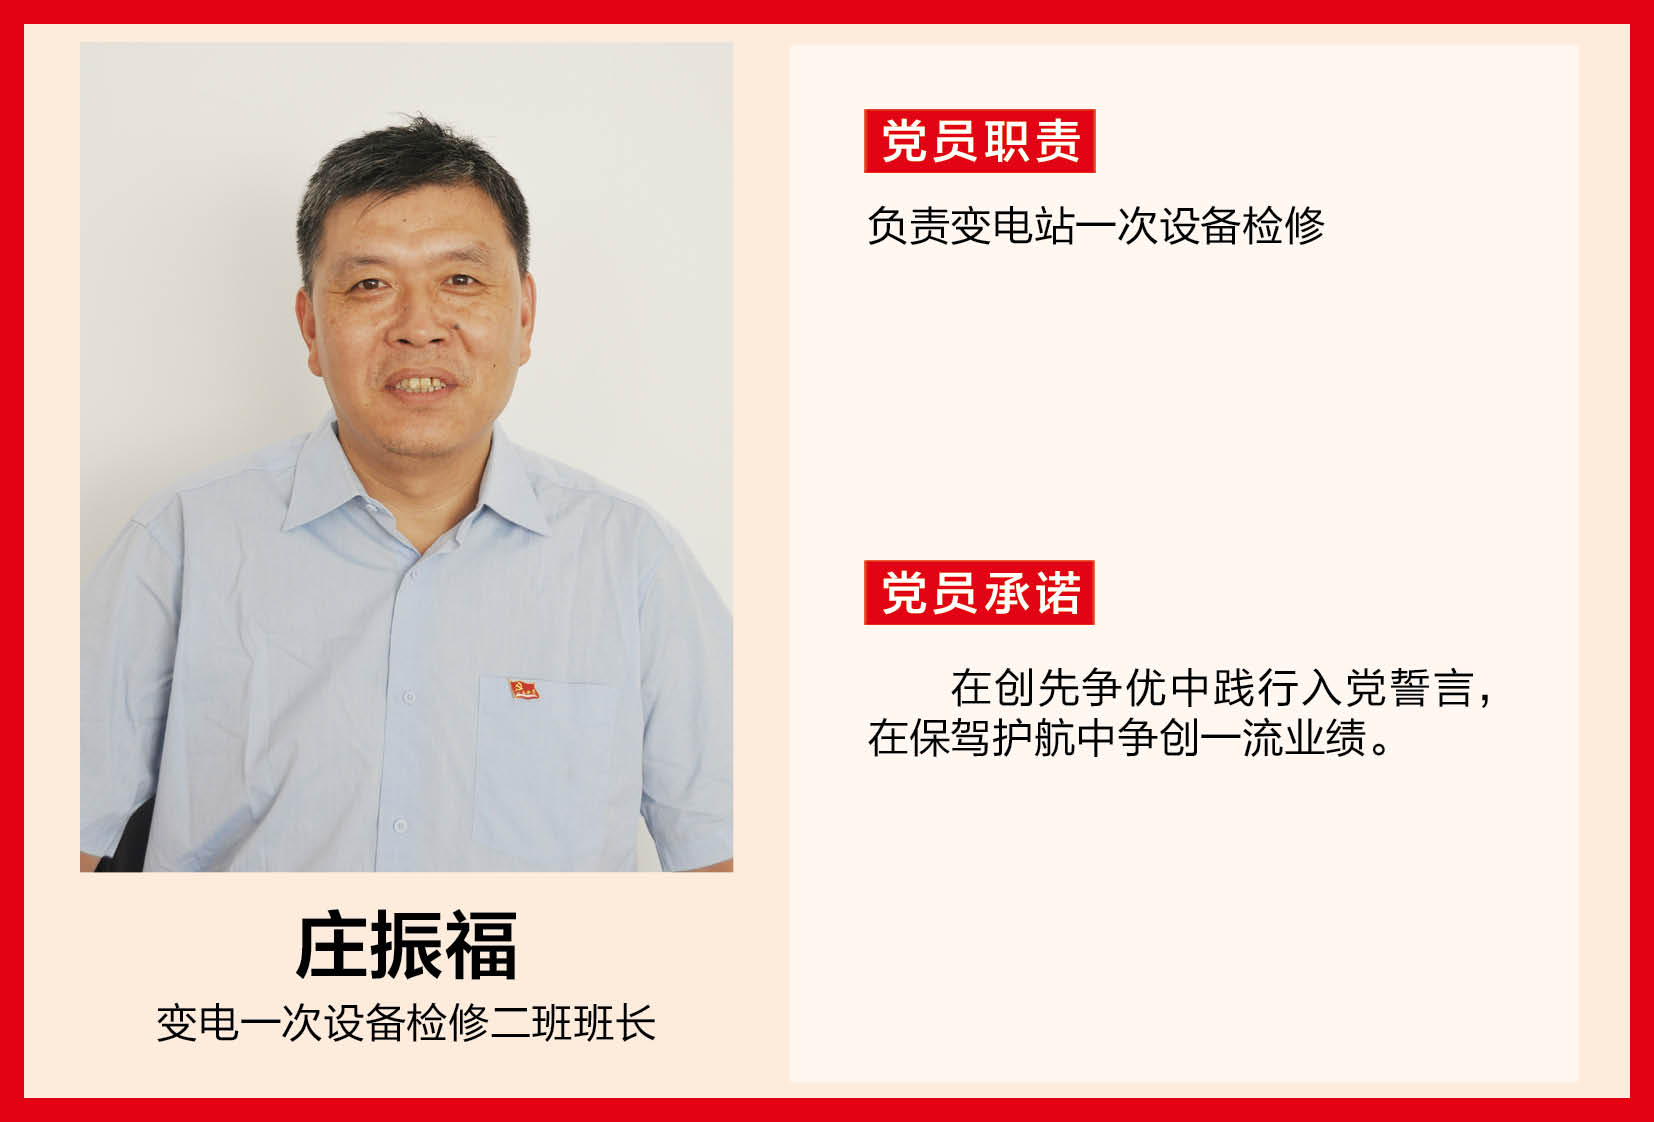 庄振福
变电一次设备检修二班班长
党员职责
负责变电站一次设备检修
党员承诺
在创先争优中践行入党誓言，
在保驾护航中争创一流业绩。